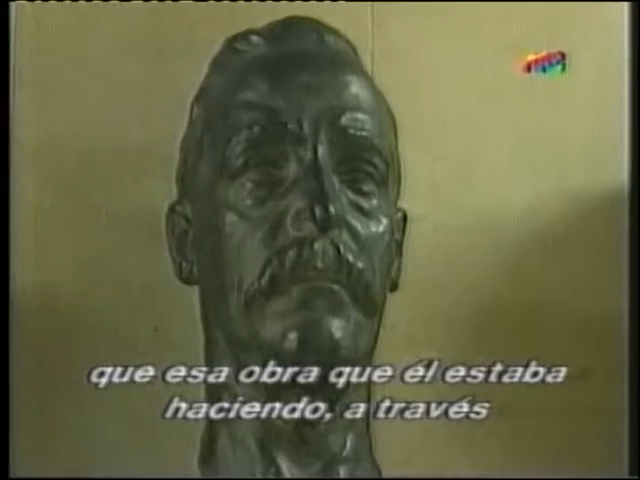 que esa obra que él estaba
haciendo, a través